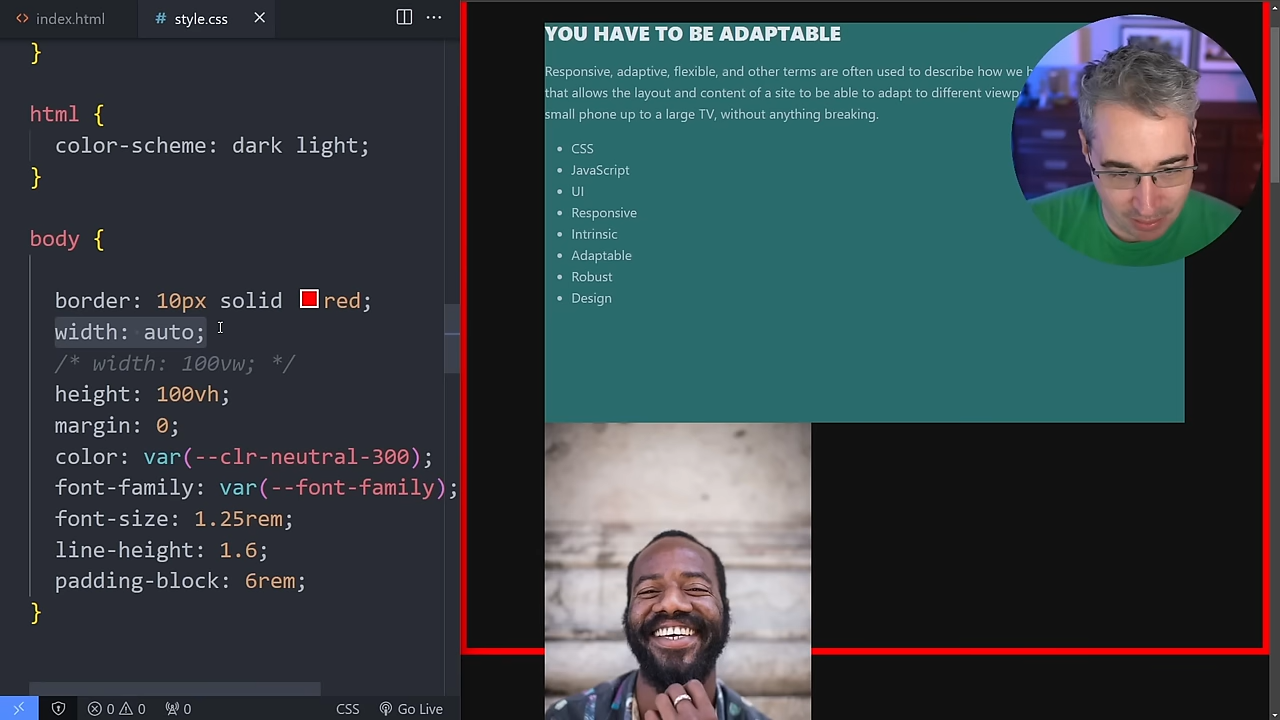 index.html
style.css
}
html {
color-scheme: dark light;
}
body {
border: 10px solid red;
width: auto;
/* width: 100vw; */
height: 100vh;
margin: 0;
color: var(--clr-neutral-300);
font-family: var(--font-family);
font-size: 1.25rem;
line-height: 1.6;
padding-block: 6rem;
}
0 0 0
CSS
Go Live
YOU HAVE TO BE ADAPTABLE
Responsive, adaptive, flexible, and other terms are often used to describe how we
that allows the layout and content of a site to be able to adapt to different
small phone up to a large TV, without anything breaking.
CSS
JavaScript
UI
Responsive
Intrinsic
Adaptable
Robust
Design